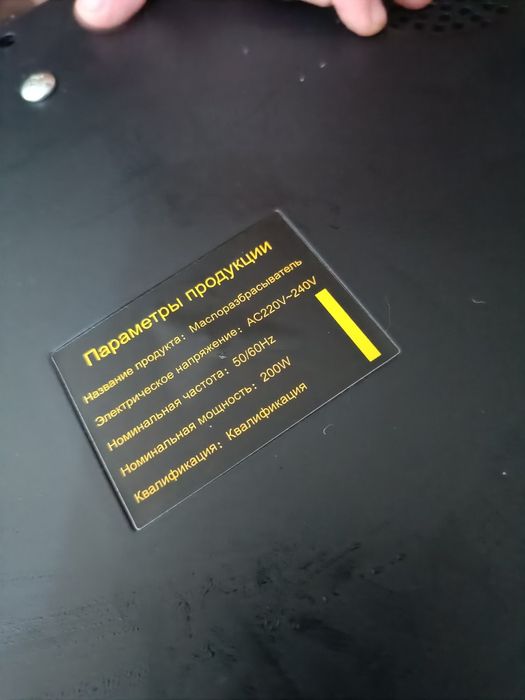 Параметры продукции
Название продукта: Маслоразбрасыватель
Электрическое напряжение: AC220V~240V
Номинальная частота: 50/60Hz
Номинальная мощность: 200W
Квалификация: Квалификация